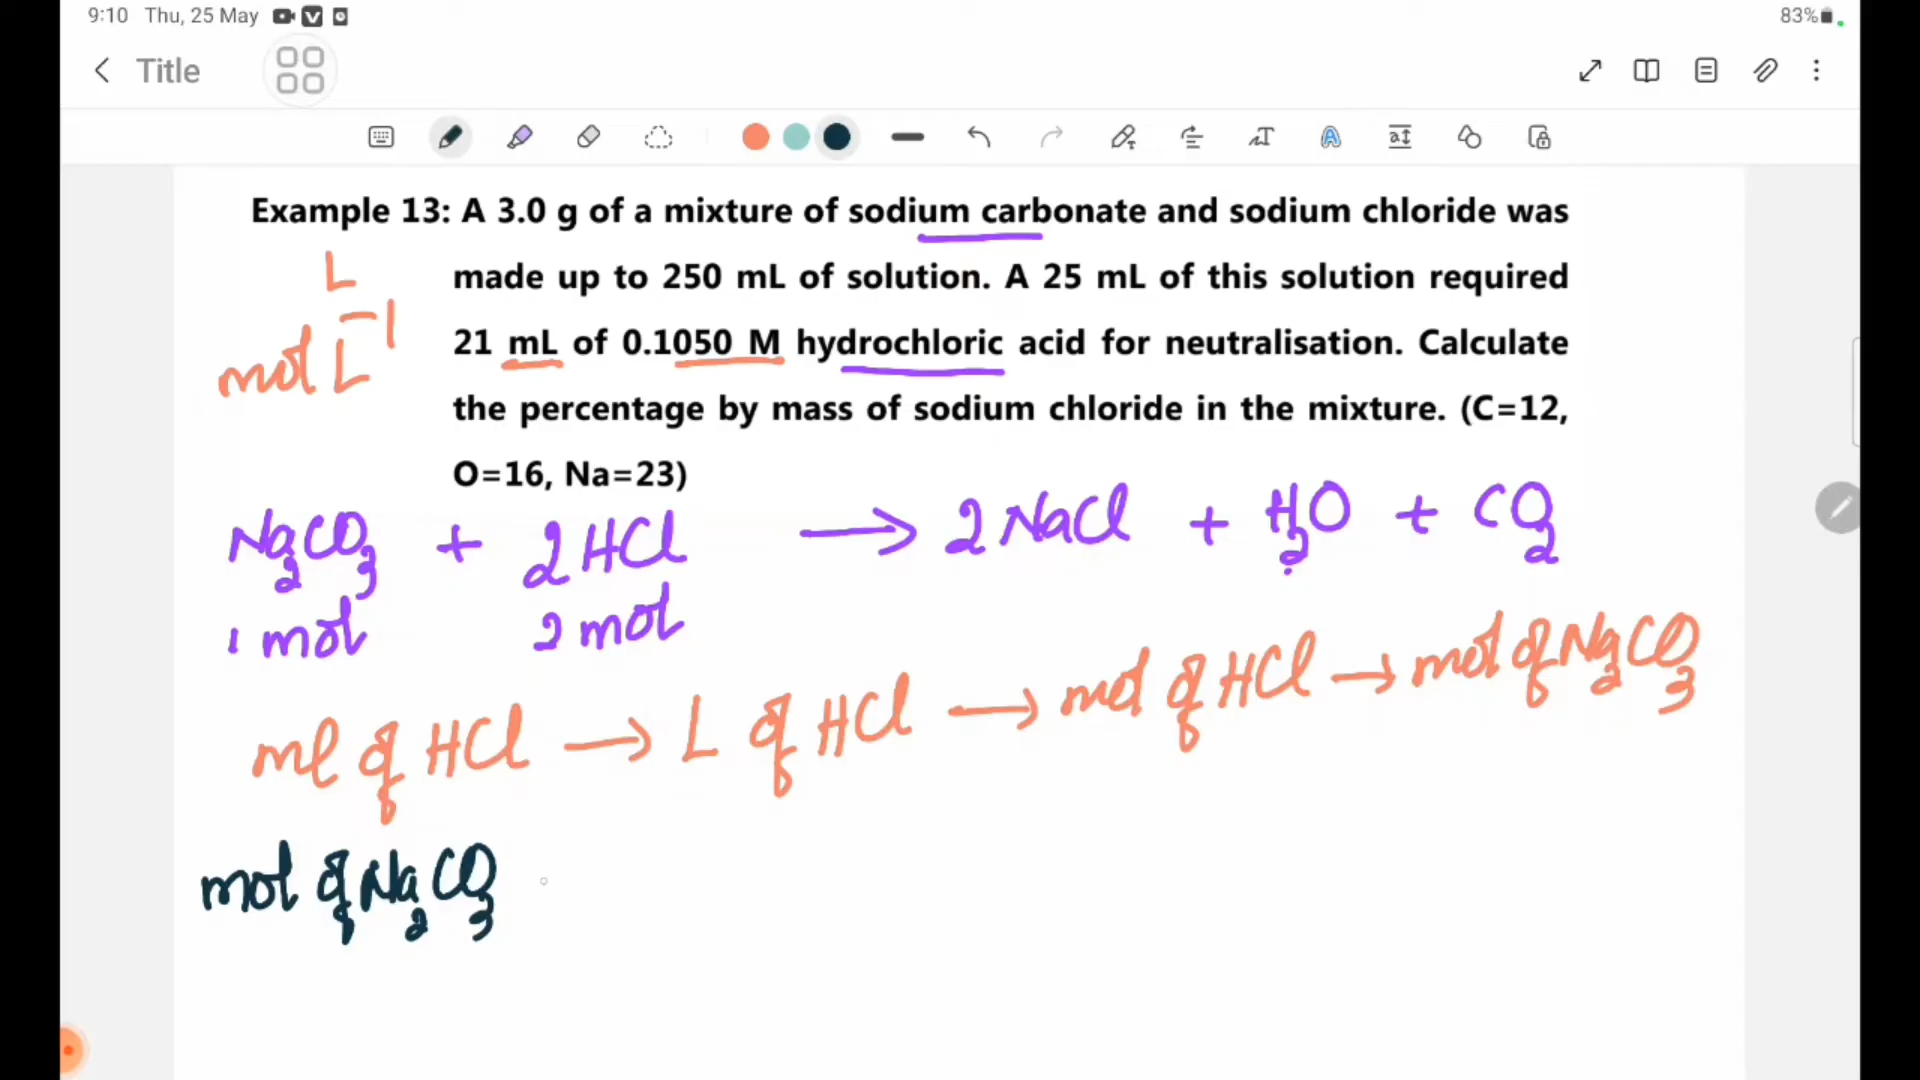 9:10 Thu, 25 May
83%
Title
Example 13: A 3.0 g of a mixture of sodium carbonate and sodium chloride was
made up to 250 mL of solution. A 25 mL of this solution required
21 mL of 0.1050 M hydrochloric acid for neutralisation. Calculate
the percentage by mass of sodium chloride in the mixture. (C=12,
O=16, Na=23)
L
mol L⁻¹
Na₂CO₃ + 2HCl → 2NaCl + H₂O + CO₂
1 mol 2 mol
ml of HCl → L of HCl → mol of HCl → mol of Na₂CO₃
mol of Na₂CO₃